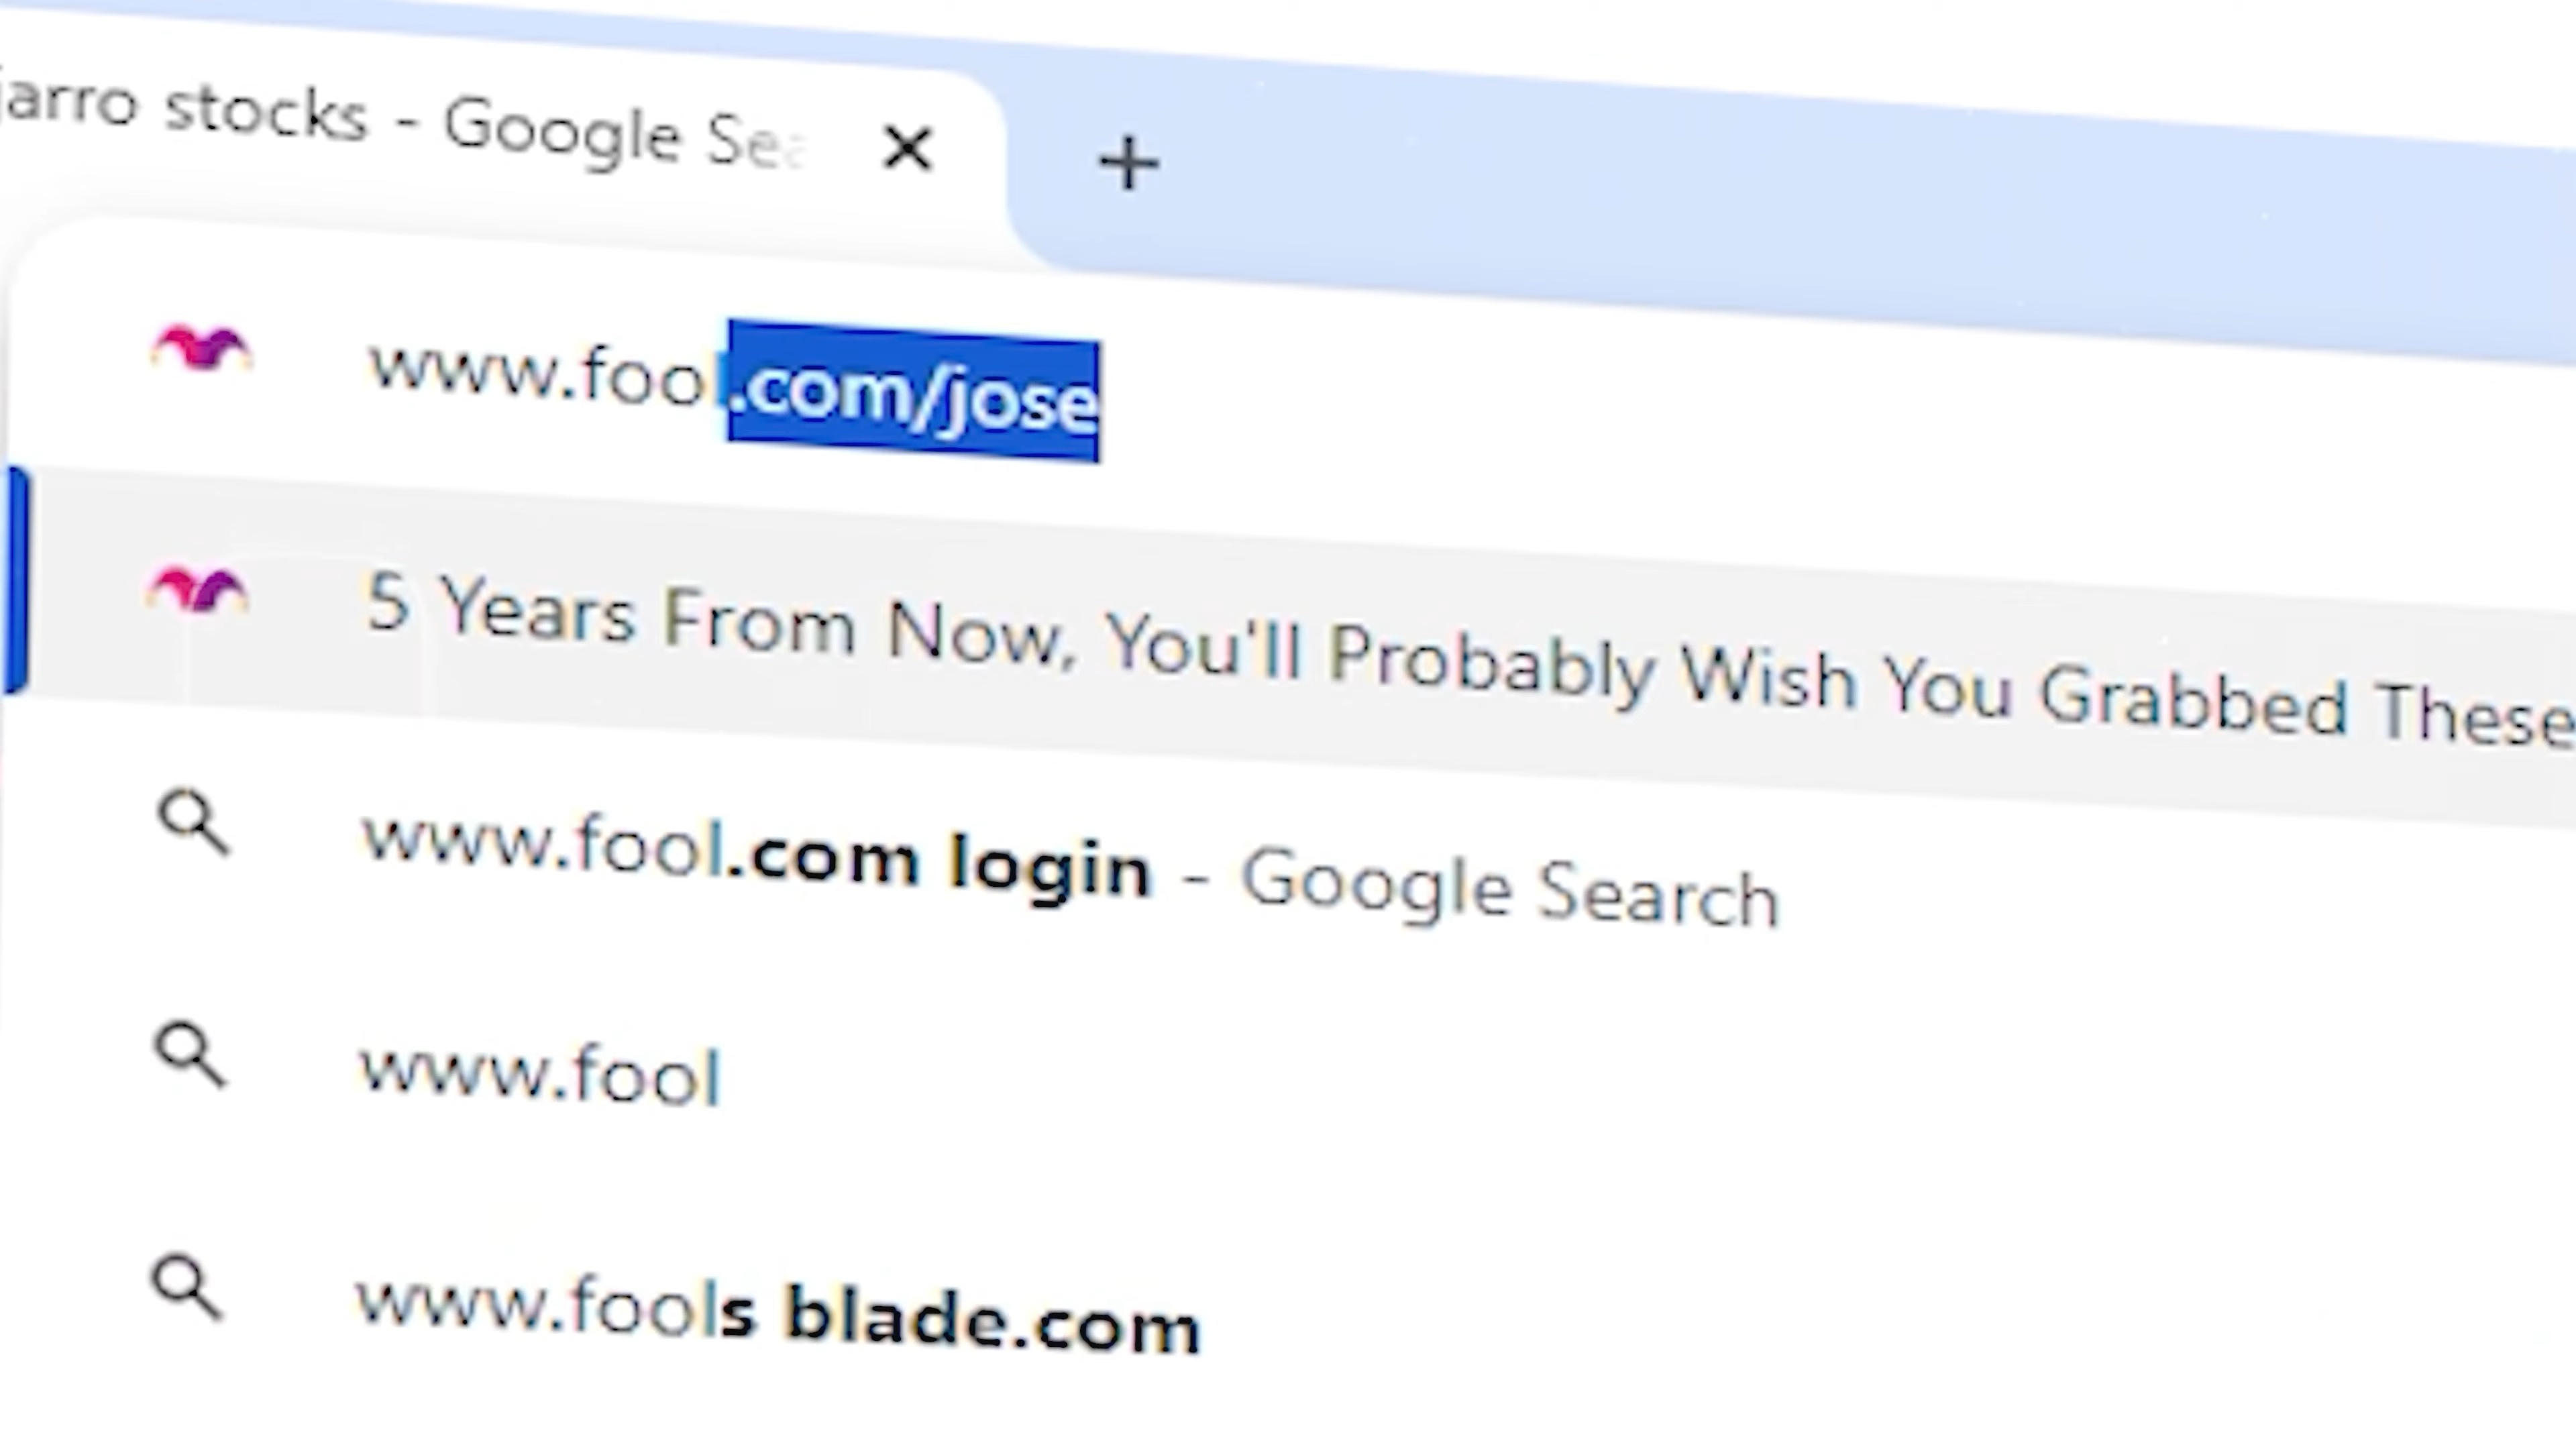 jarro stocks - Google Sea
www.fool.com/jose
5 Years From Now, You'll Probably Wish You Grabbed These
www.fool.com login - Google Search
www.fool
www.fools blade.com